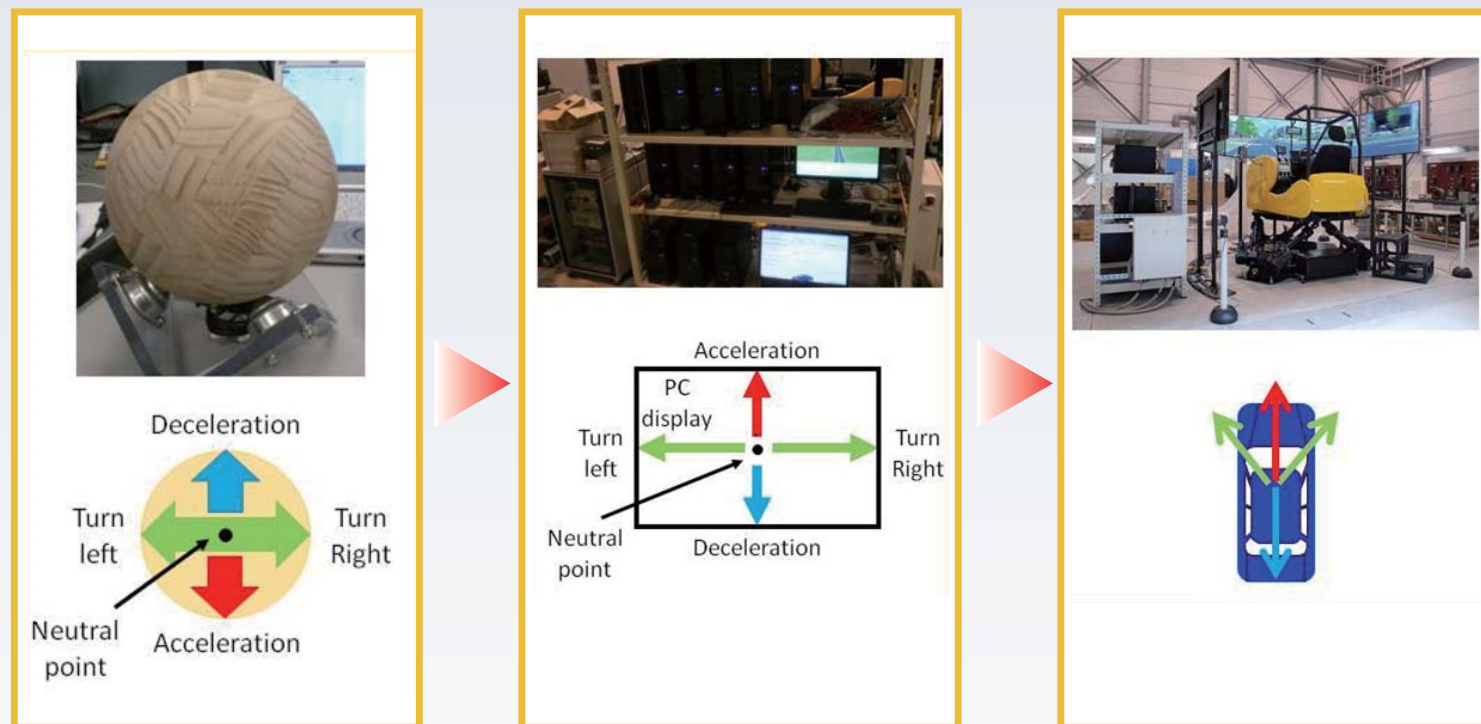 Deceleration
Turn
left
Turn
Right
Neutral
point
Acceleration
Acceleration
PC
display
Turn
left
Turn
Right
Neutral
point
Deceleration